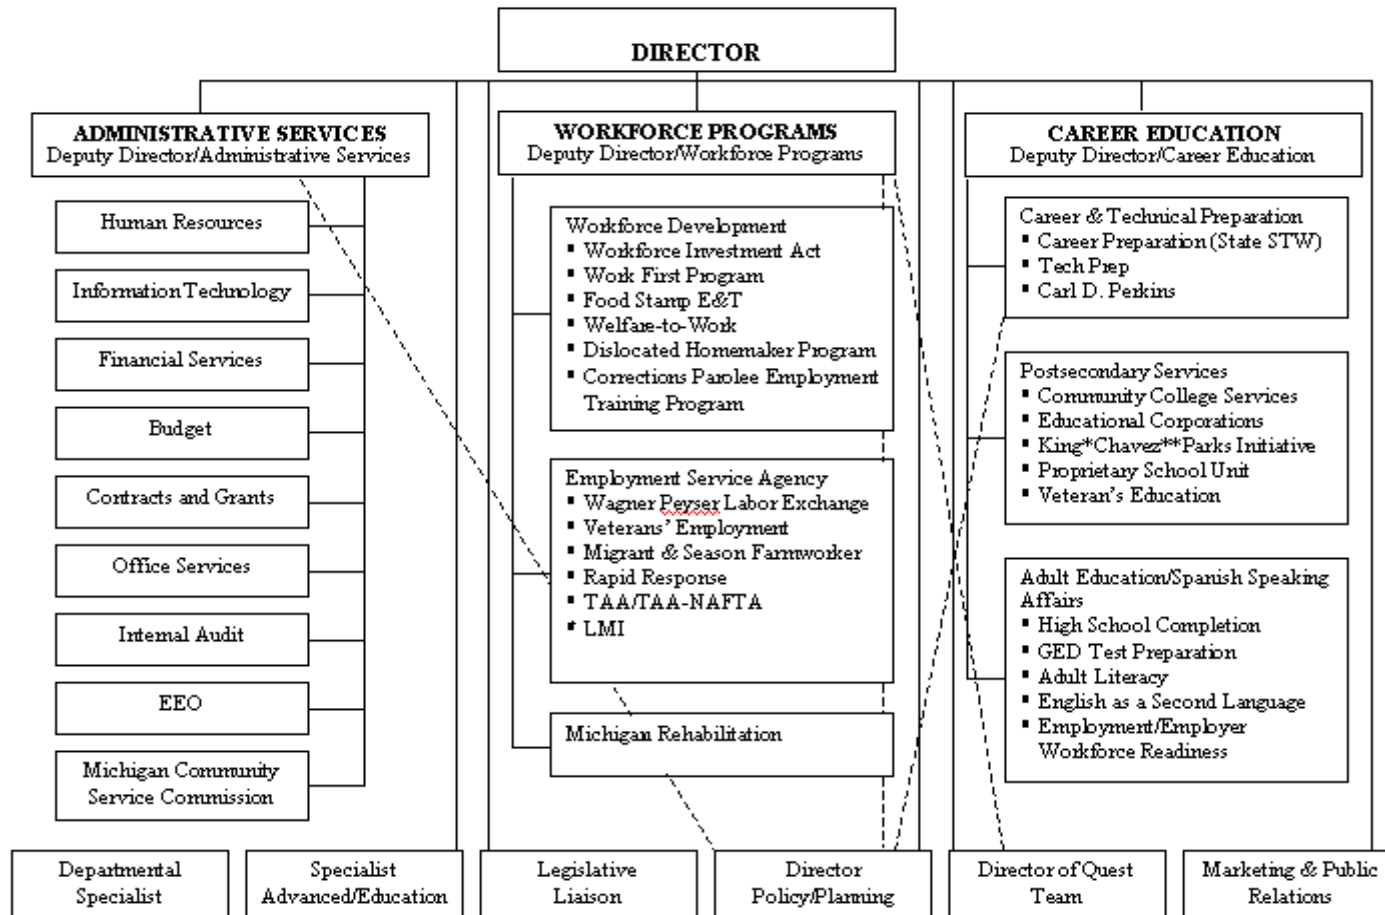 DIRECTOR
ADMINISTRATIVE SERVICES
Deputy Director/Administrative Services
Human Resources
Information Technology
Financial Services
Budget
Contracts and Grants
Office Services
Internal Audit
EEO
Michigan Community
Service Commission
WORKFORCE PROGRAMS
Deputy Director/Workforce Programs
Workforce Development
▪ Workforce Investment Act
▪ Work First Program
▪ Food Stamp E&T
▪ Welfare-to-Work
▪ Dislocated Homemaker Program
▪ Corrections Parolee Employment
Training Program
Employment Service Agency
▪ Wagner Peyser Labor Exchange
▪ Veterans' Employment
▪ Migrant & Season Farmworker
▪ Rapid Response
▪ TAA/TAA-NAFTA
▪ LMI
Michigan Rehabilitation
CAREER EDUCATION
Deputy Director/Career Education
Career & Technical Preparation
▪ Career Preparation (State STW)
▪ Tech Prep
▪ Carl D. Perkins
Postsecondary Services
▪ Community College Services
▪ Educational Corporations
▪ King*Chavez**Parks Initiative
▪ Proprietary School Unit
▪ Veteran's Education
Adult Education/Spanish Speaking
Affairs
▪ High School Completion
▪ GED Test Preparation
▪ Adult Literacy
▪ English as a Second Language
▪ Employment/Employer
Workforce Readiness
Departmental
Specialist
Specialist
Advanced/Education
Legislative
Liaison
Director
Policy/Planning
Director of Quest
Team
Marketing & Public
Relations